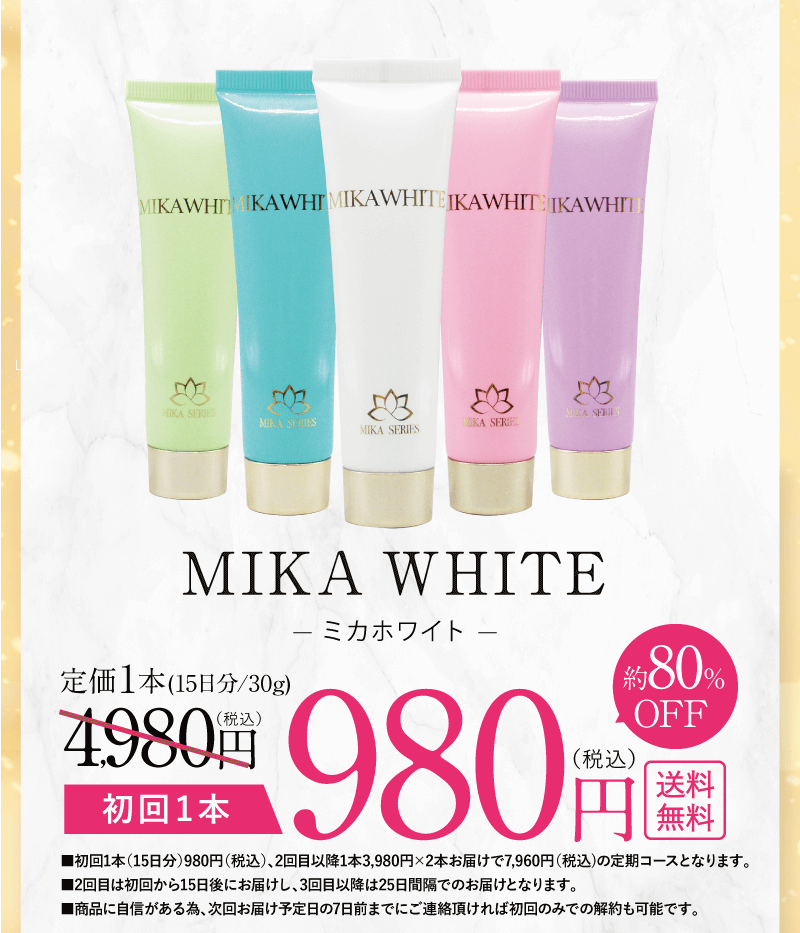 MIKAWHIT
MIKAWHI
MIKAWHITE
IKAWHITE
IKAWHITE
MIKA SERIES
MIKA SERIES
MIKA SERIES
MIKA SERIES
MIKA SERIES
MIKA WHITE
― ミカホワイト ―
定価1本(15日分/30g)
4,980円(税込)
約80%
OFF
初回1本
980円(税込)
送料
無料
■初回1本(15日分)980円(税込)、2回目以降1本3,980円×2本お届けで7,960円(税込)の定期コースとなります。
■2回目は初回から15日後にお届けし、3回目以降は25日間隔でのお届けとなります。
■商品に自信がある為、次回お届け予定日の7日前までにご連絡頂ければ初回のみでの解約も可能です。